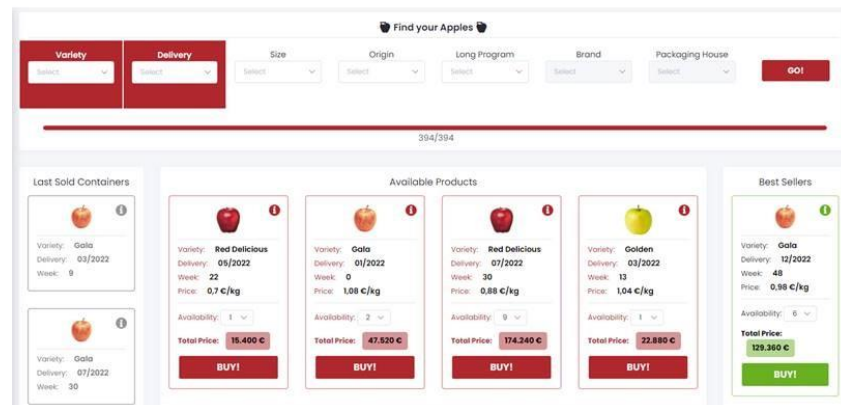 Find your Apples
Variety Delivery Size Origin Long Program Brand Packaging House
Select Select Select Select Select Select Select GO!
394/394
Last Sold Containers
Variety: Gala
Delivery: 03/2022
Week: 9
Variety: Gala
Delivery: 07/2022
Week: 30
Available Products
Variety: Red Delicious
Delivery: 05/2022
Week: 22
Price: 0,7 €/kg
Availability: 1
Total Price: 15.400 €
BUY!
Variety: Gala
Delivery: 01/2022
Week: 0
Price: 1,08 €/kg
Availability: 2
Total Price: 47.520 €
BUY!
Variety: Red Delicious
Delivery: 07/2022
Week: 30
Price: 0,88 €/kg
Availability: 9
Total Price: 174.240 €
BUY!
Variety: Golden
Delivery: 03/2022
Week: 13
Price: 1,04 €/kg
Availability: 1
Total Price: 22.880 €
BUY!
Best Sellers
Variety: Gala
Delivery: 12/2022
Week: 48
Price: 0,98 €/kg
Availability: 6
Total Price:
129.360 €
BUY!